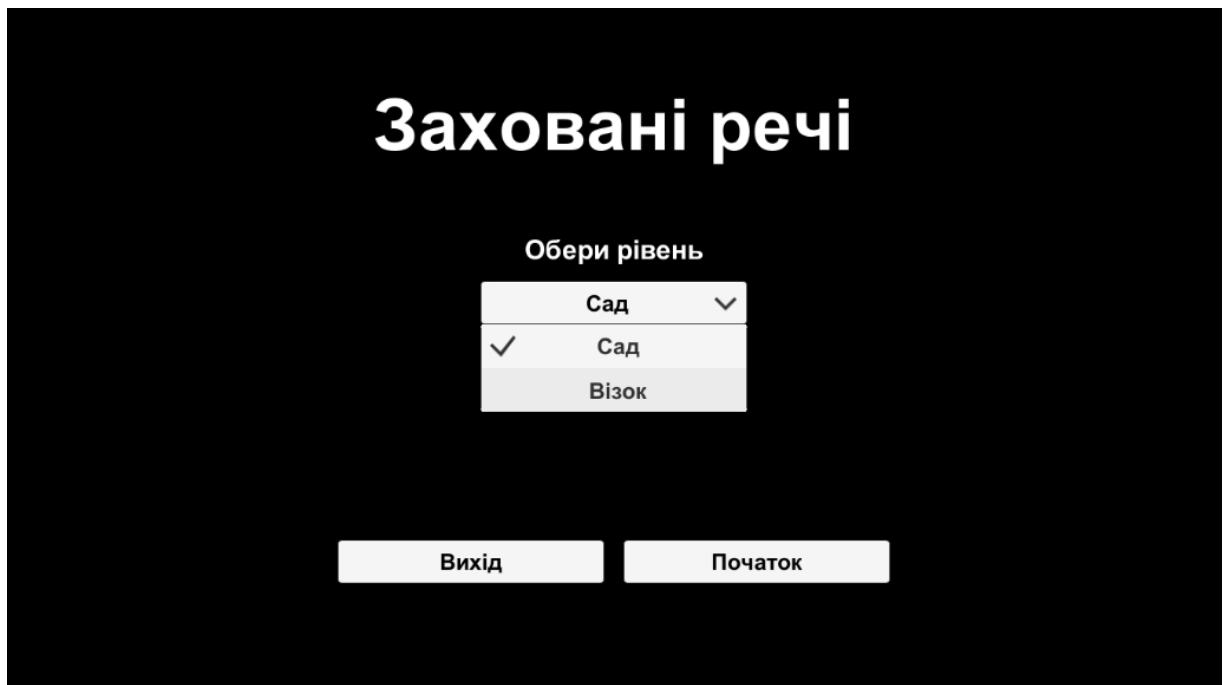 Заховані речі
Обери рівень
Сад
Сад
Візок
Вихід
Початок